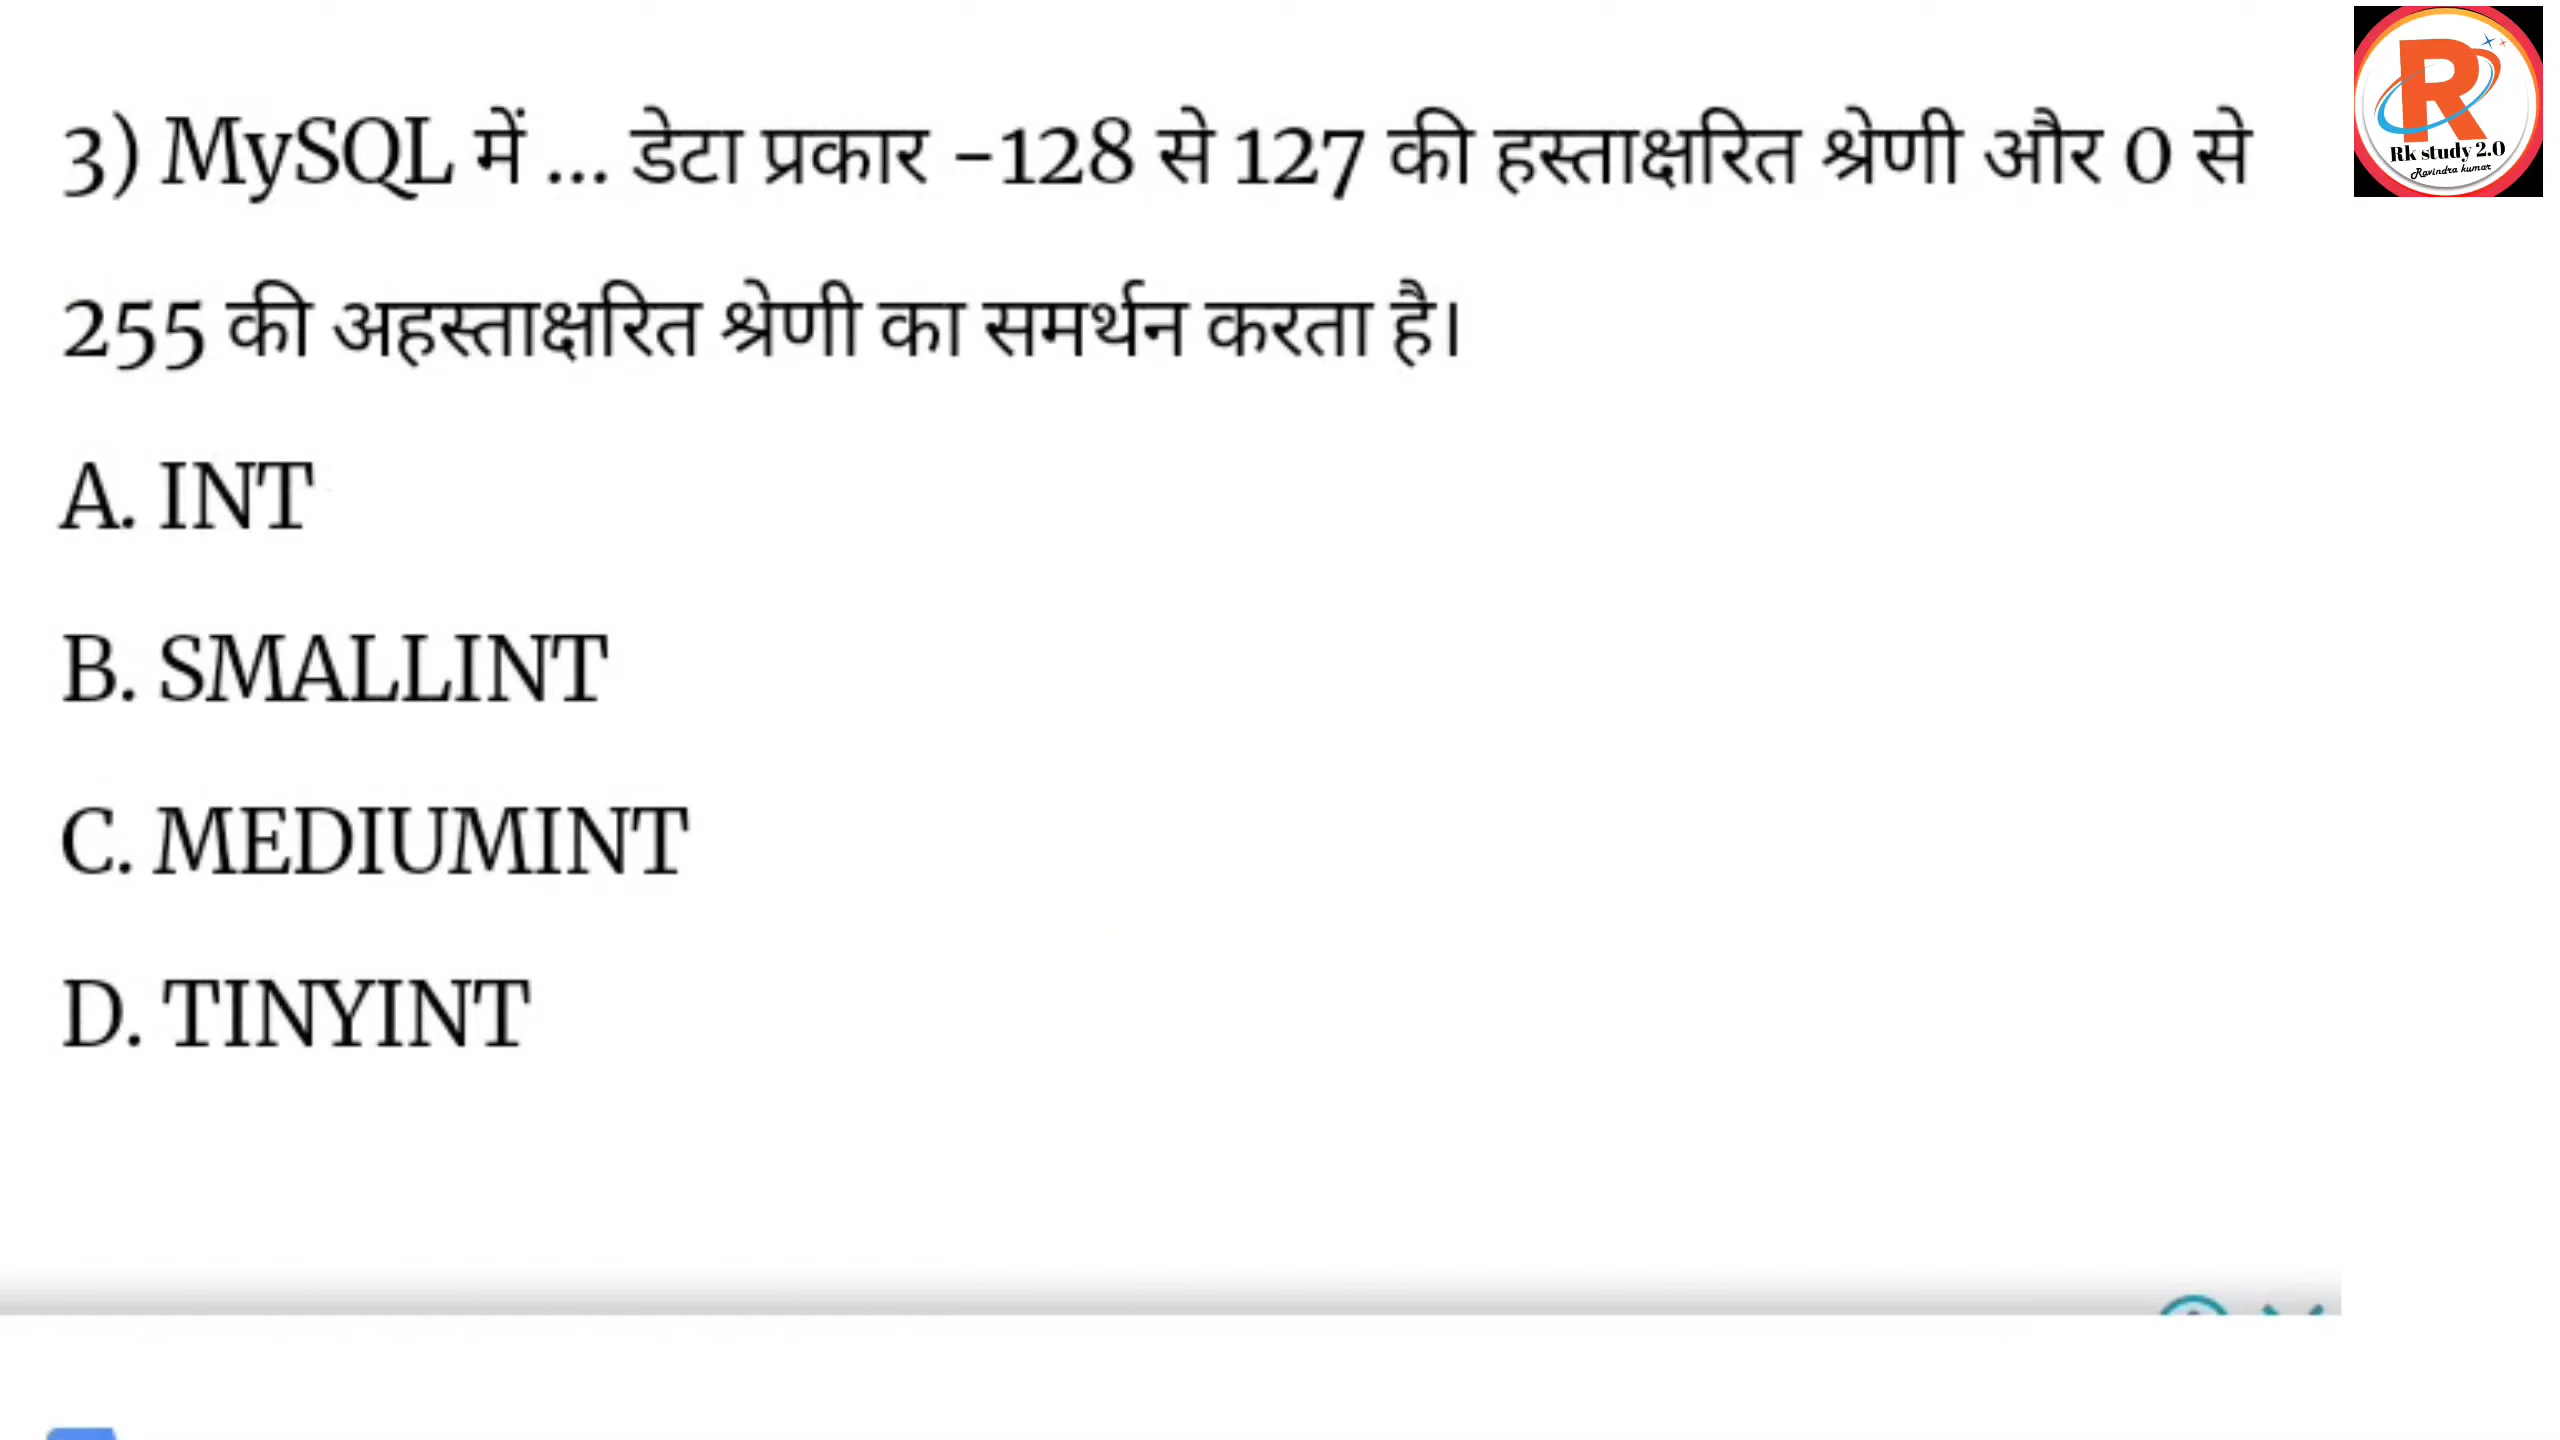 3) MySQL में ... डेटा प्रकार -128 से 127 की हस्ताक्षरित श्रेणी और 0 से
255 की अहस्ताक्षरित श्रेणी का समर्थन करता है।
A. INT
B. SMALLINT
C. MEDIUMINT
D. TINYINT
R
Rk study 2.0
Ravindra kumar